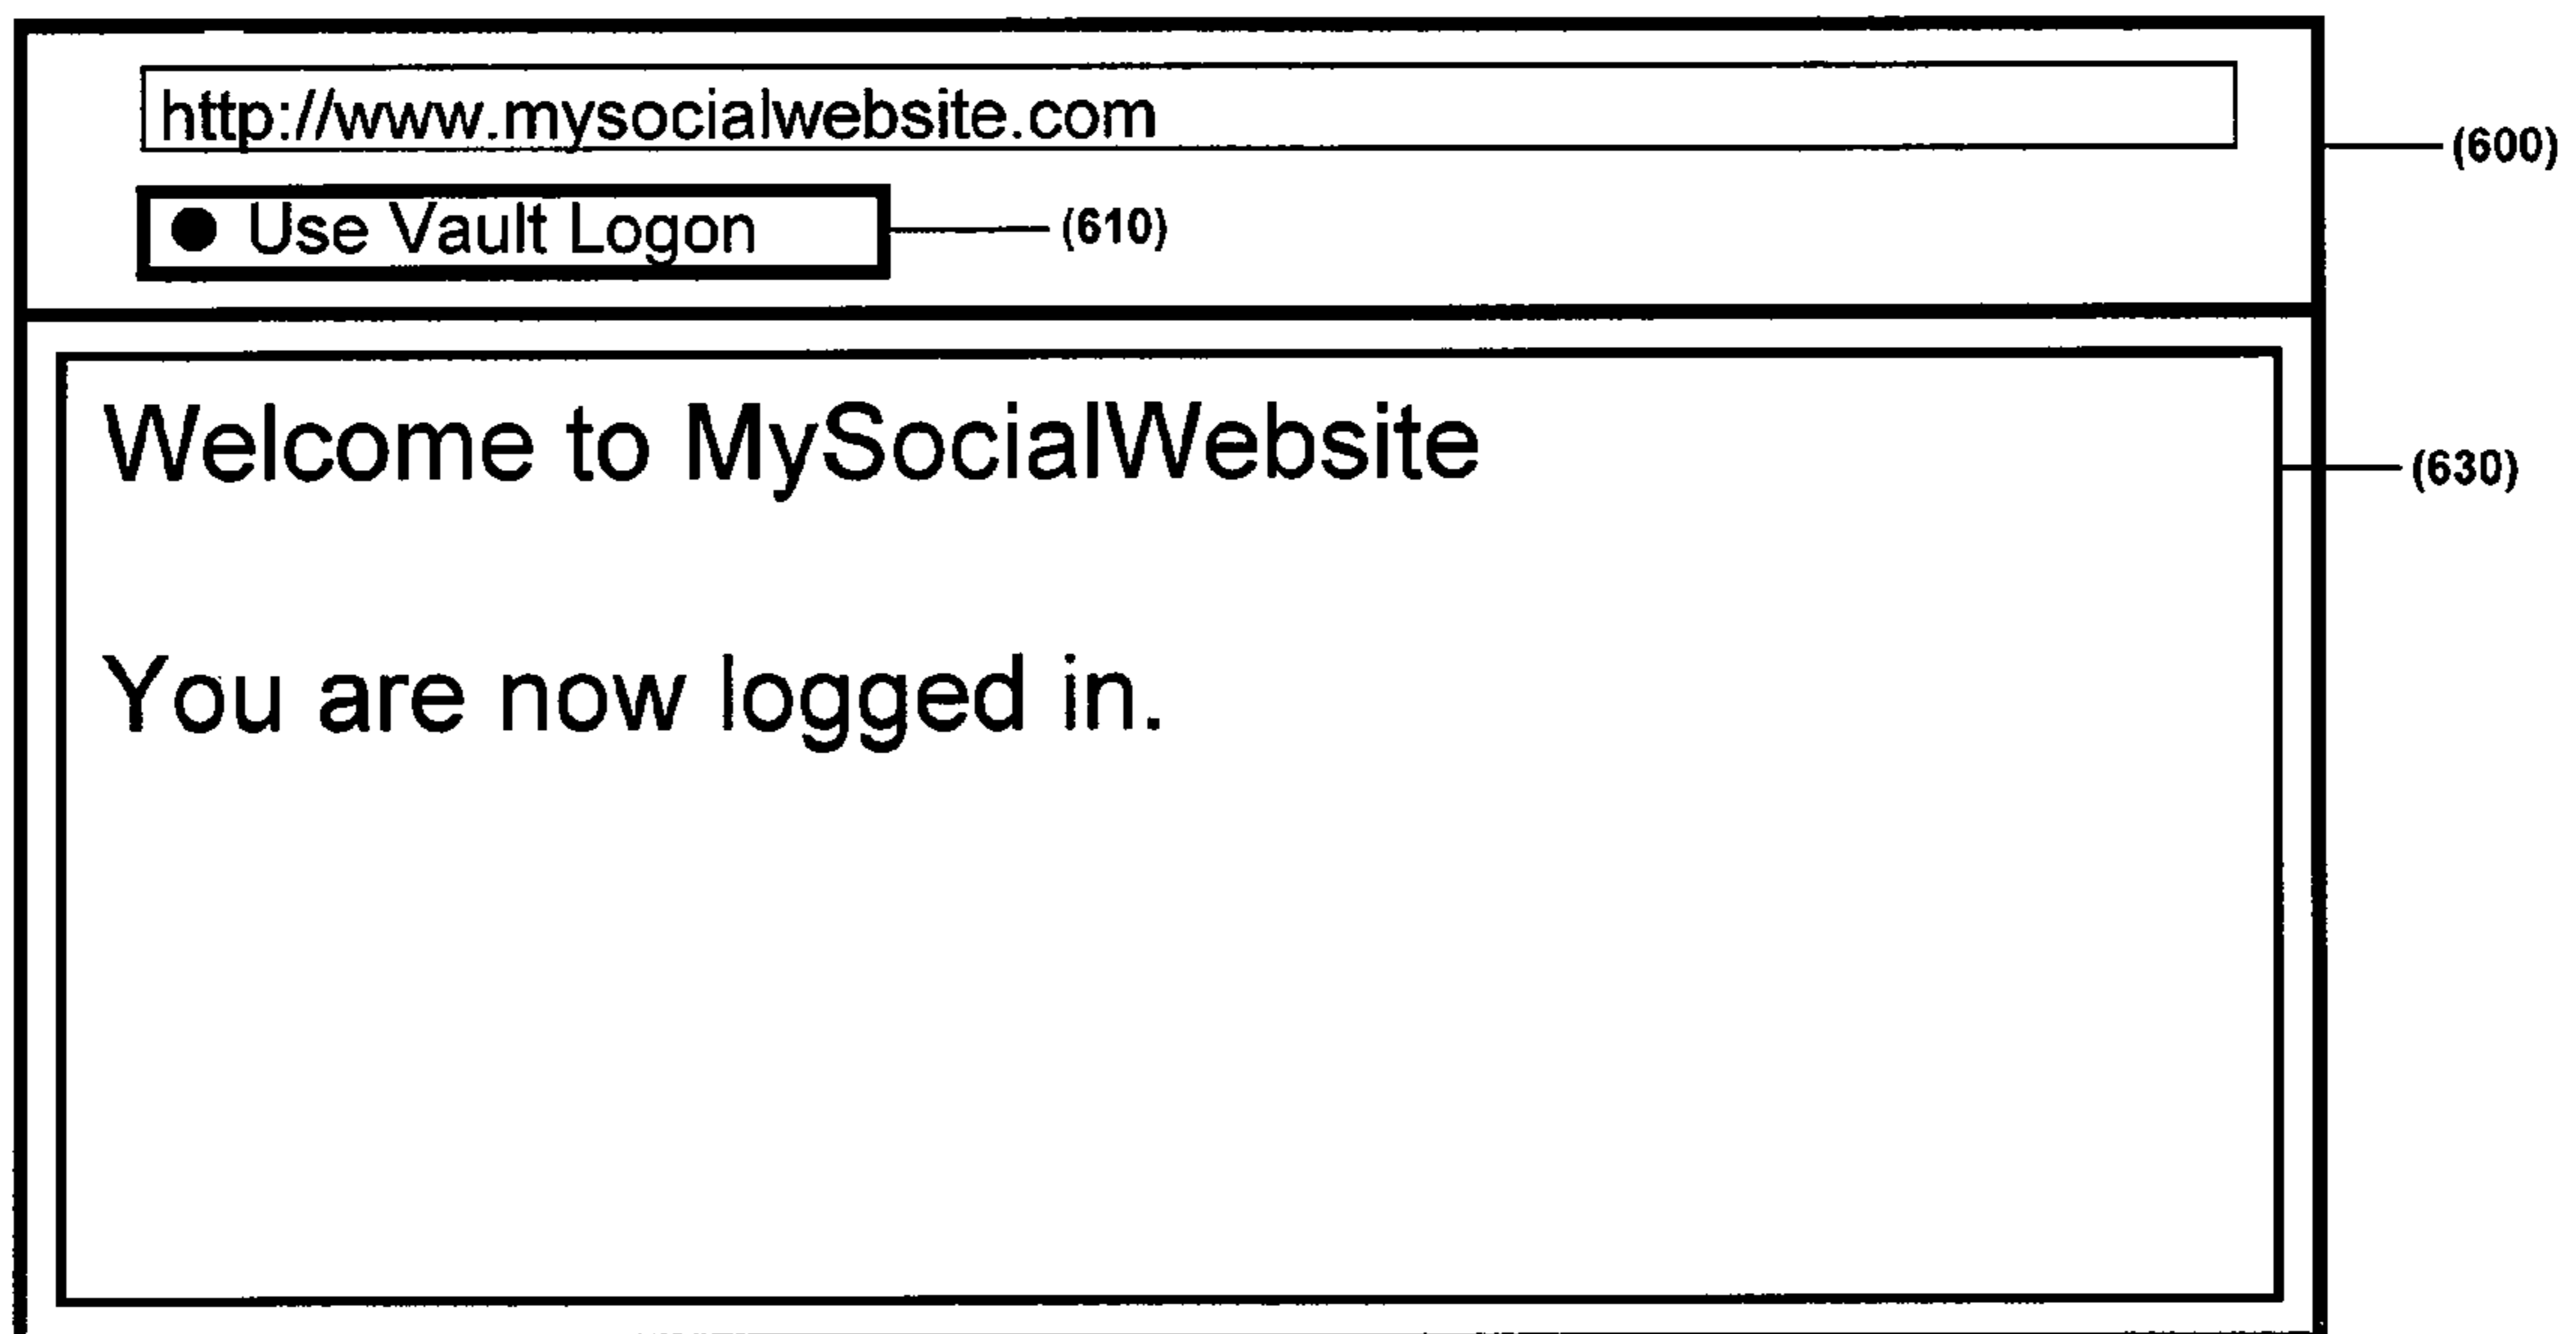 http://www.mysocialwebsite.com
(600)
● Use Vault Logon
(610)
Welcome to MySocialWebsite
(630)
You are now logged in.